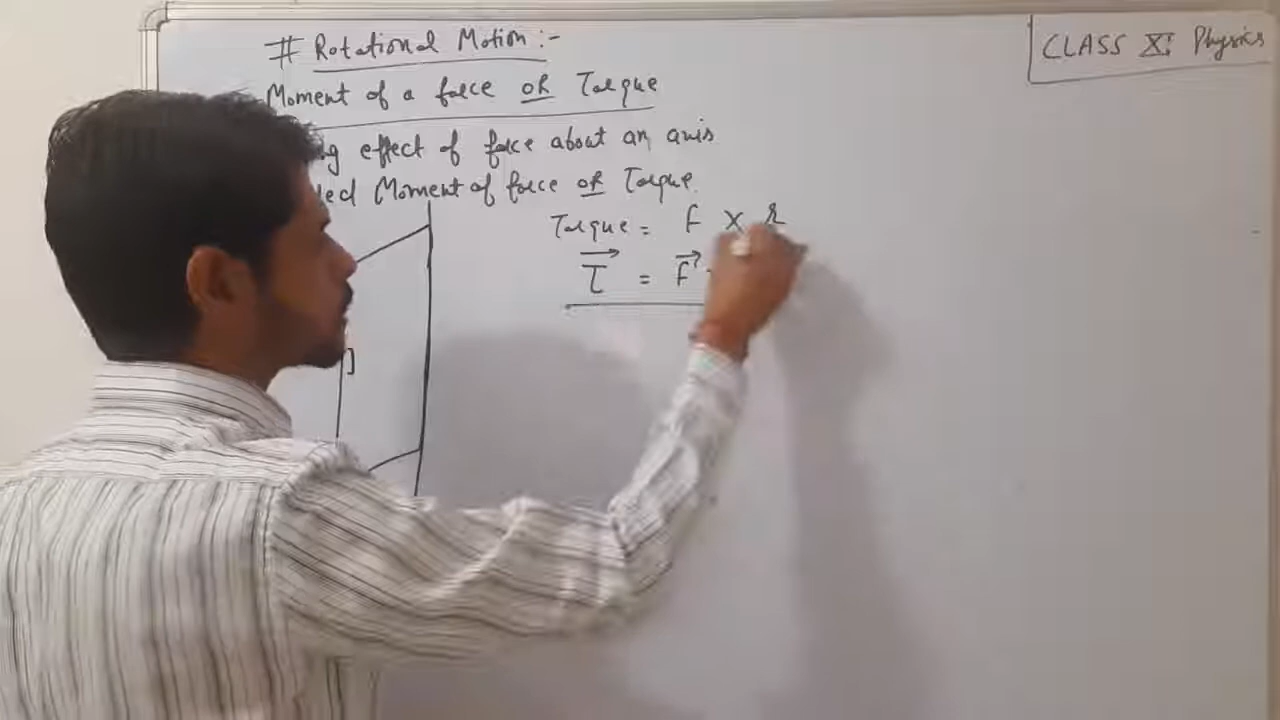 # Rotational Motion :-
CLASS XI Physics
Moment of a force OR Torque
effect of force about an axis
Moment of force OR Torque.
Torque = F X r
τ⃗ = F⃗